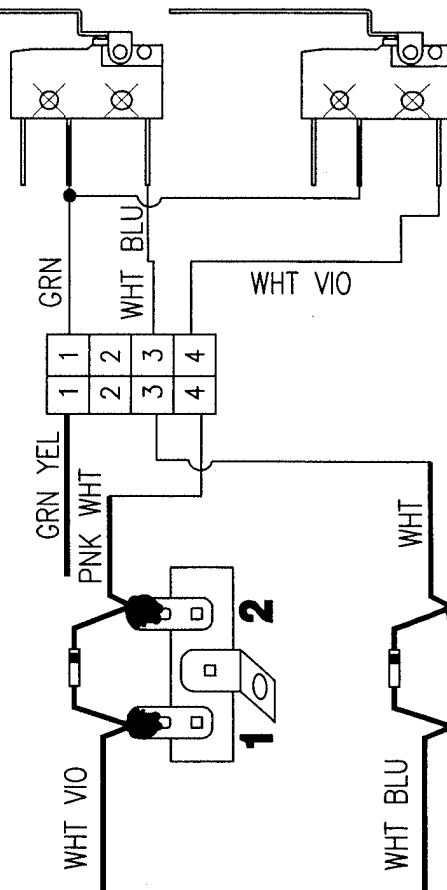 GRN
WHT BLU
WHT VIO
1 2 3 4
1 2 3 4
GRN YEL
PNK WHT
WHT
2
1
WHT VIO
WHT BLU